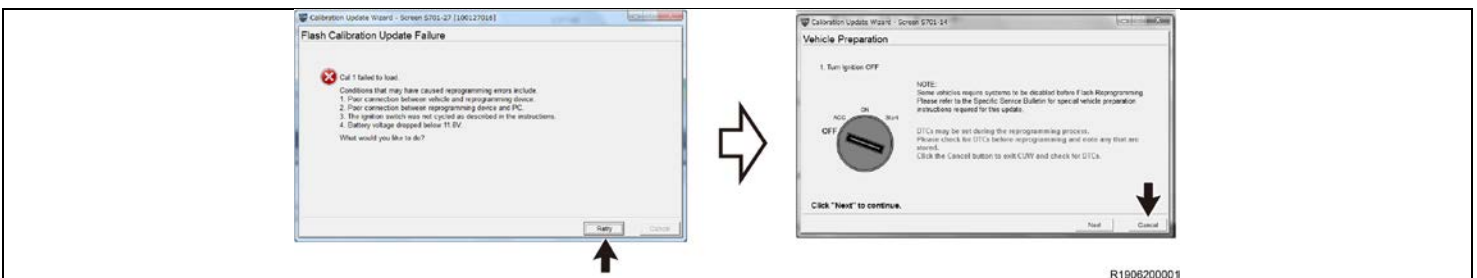 Calibration Update Wizard - Screen S701-27 [100127016]
Flash Calibration Update Failure
Cal 1 failed to load.
Conditions that may have caused reprogramming errors include.
1. Poor connection between vehicle and reprogramming device.
2. Poor connection between reprogramming device and PC.
3. The ignition switch was not cycled as described in the instructions.
4. Battery voltage dropped below 11.8V.
What would you like to do?
Retry
Cancel
Calibration Update Wizard - Screen S701-14
Vehicle Preparation
1. Turn Ignition OFF
NOTE:
Some vehicles require systems to be disabled before Flash Reprogramming
Please refer to the Specific Service Bulletin for special vehicle preparation
instructions required for this update.
ON
ACC
Start
OFF
DTCs may be set during the reprogramming process.
Please check for DTCs before reprogramming and note any that are
stored.
Click the Cancel button to exit CUW and check for DTCs.
Click "Next" to continue.
Next
Cancel
R1906200001